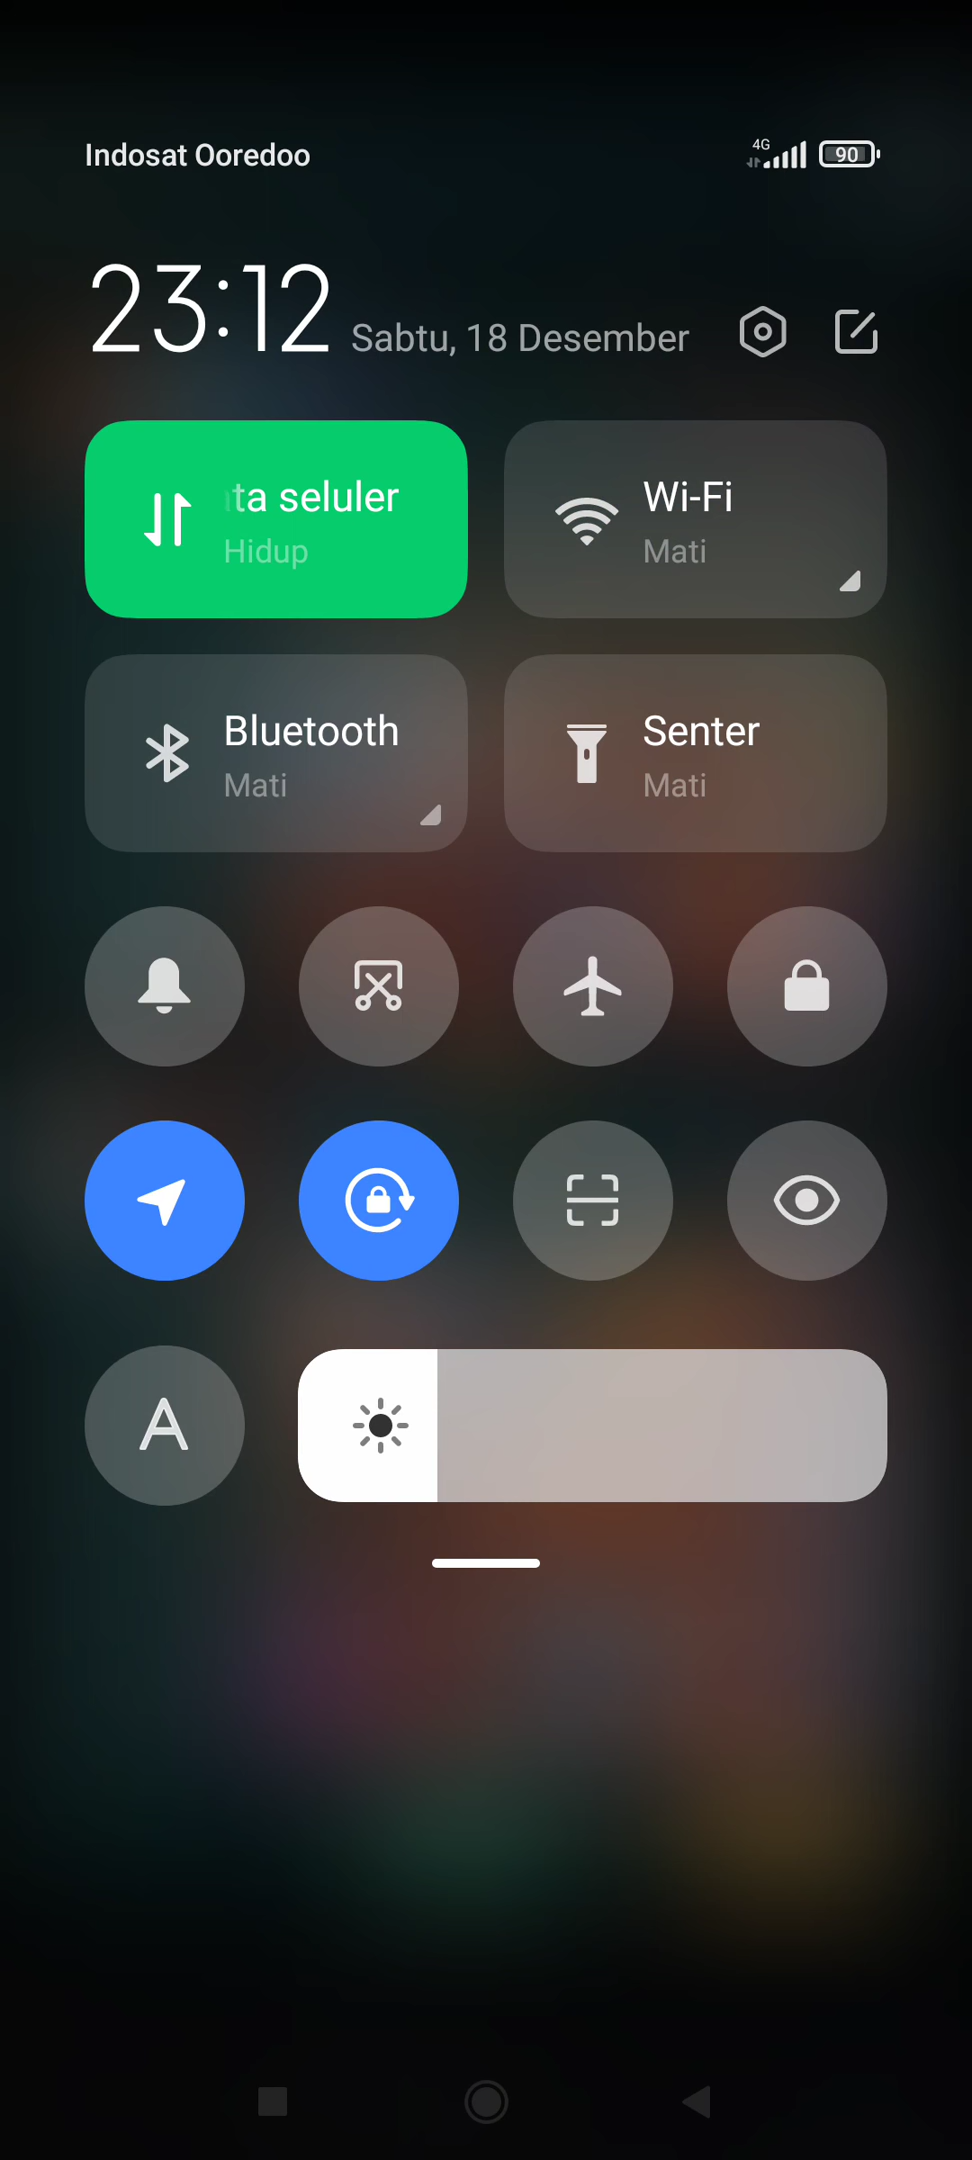 Indosat Ooredoo
4G
90
23:12 Sabtu, 18 Desember
ta seluler
Hidup
Wi-Fi
Mati
Bluetooth
Mati
Senter
Mati
A